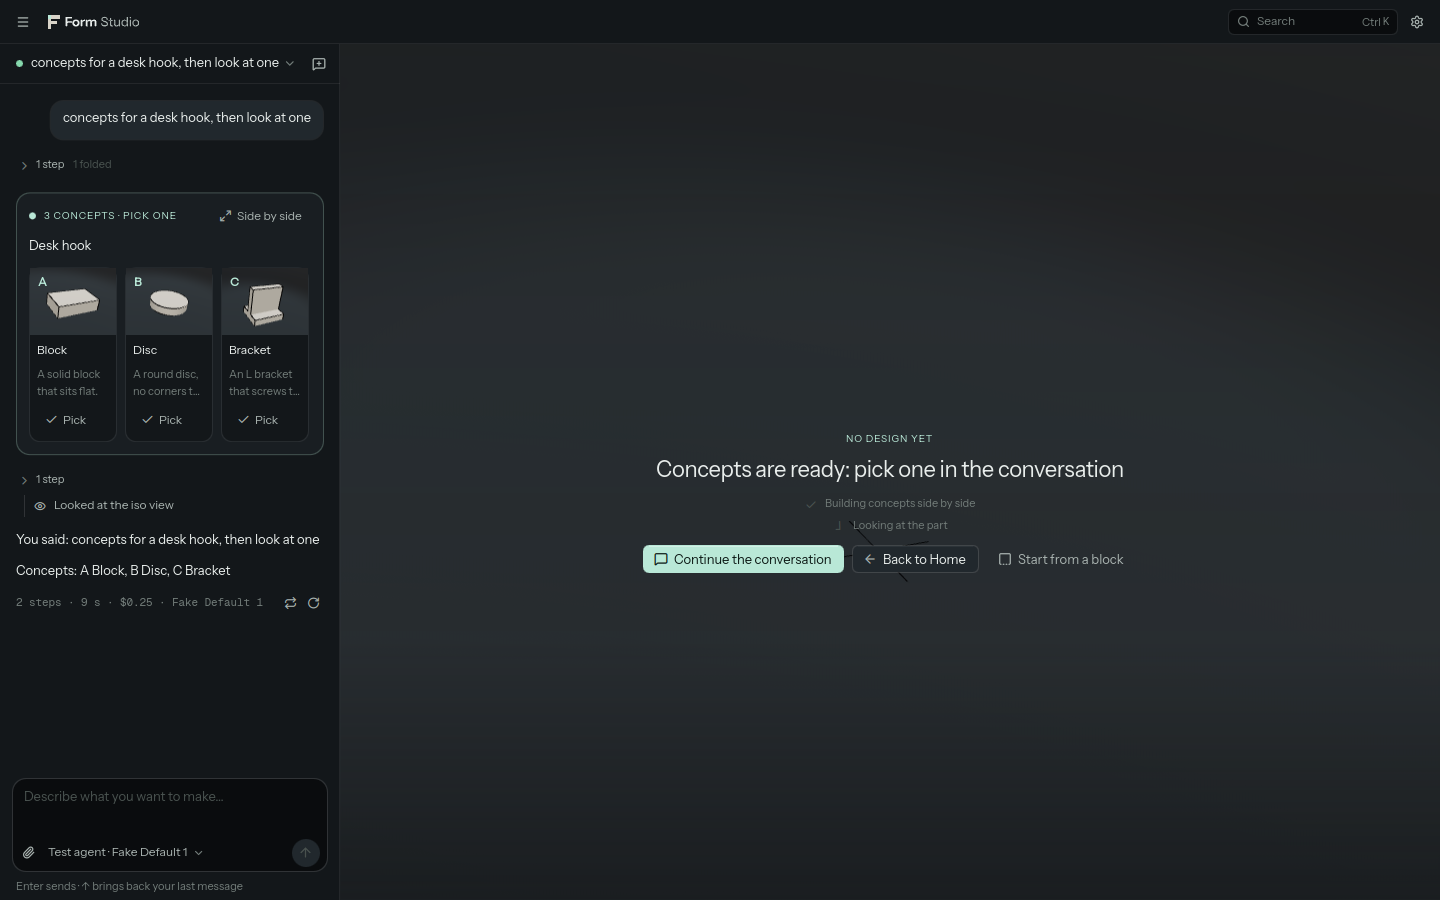 Form Studio
Search
Ctrl K
concepts for a desk hook, then look at one
concepts for a desk hook, then look at one
1 step 1 folded
3 CONCEPTS · PICK ONE
Side by side
Desk hook
A
B
C
Block
Disc
Bracket
A solid block
that sits flat.
A round disc,
no corners t...
An L bracket
that screws t...
Pick
Pick
Pick
1 step
Looked at the iso view
You said: concepts for a desk hook, then look at one
Concepts: A Block, B Disc, C Bracket
2 steps · 9 s · $0.25 · Fake Default 1
Describe what you want to make...
Test agent · Fake Default 1
Enter sends · ↑ brings back your last message
NO DESIGN YET
Concepts are ready: pick one in the conversation
Building concepts side by side
Looking at the part
Continue the conversation
Back to Home
Start from a block